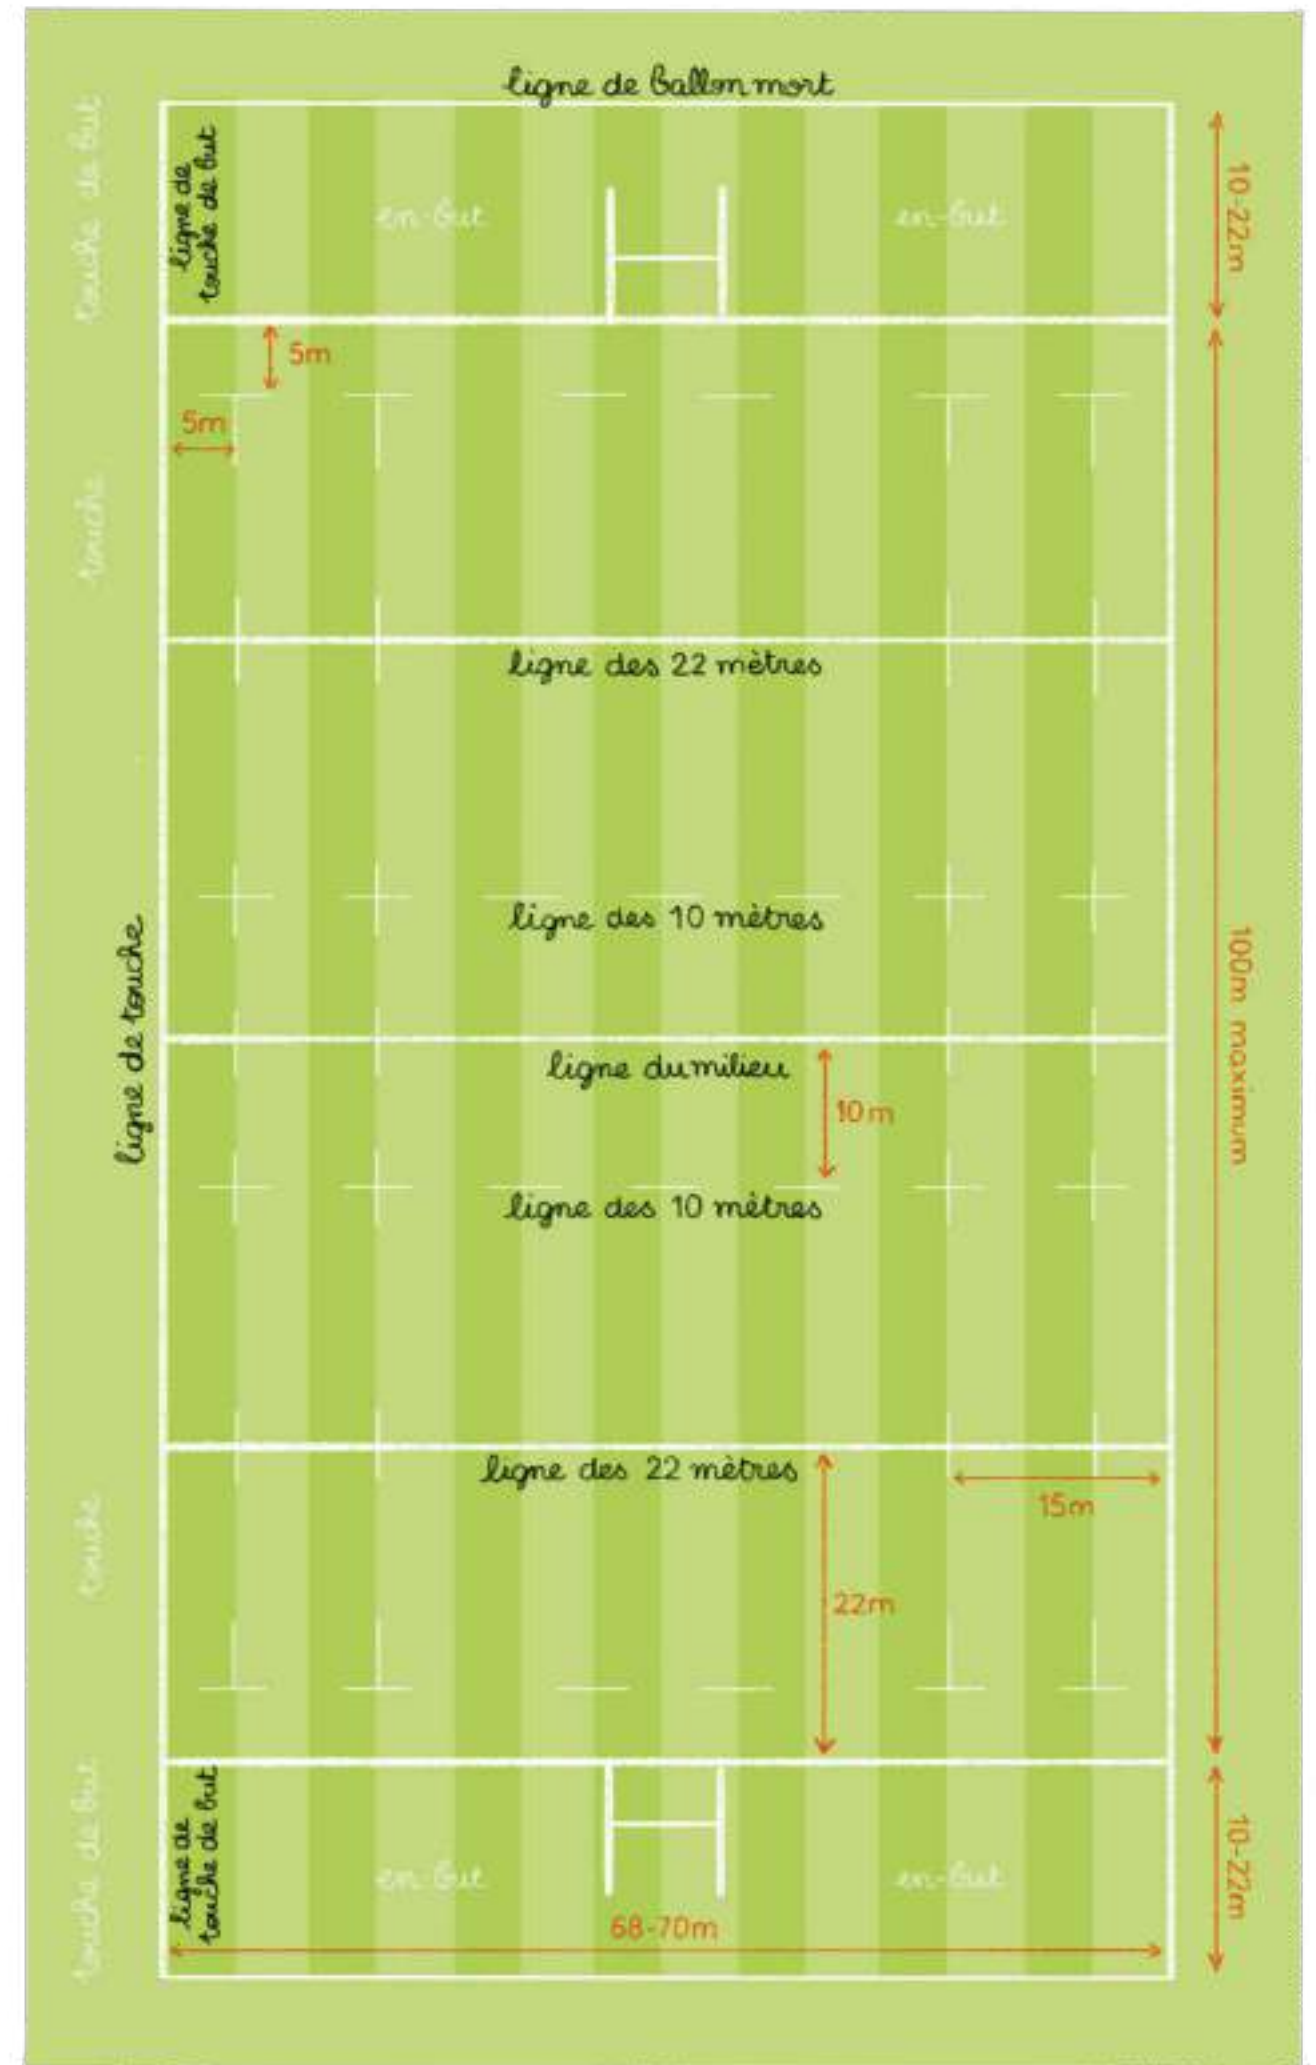 ligne de ballon mort
touche de but
ligne de
touche de but
en-but
en-but
10-22m
5m
5m
touche
ligne des 22 mètres
ligne des 10 mètres
ligne de touche
100m maximum
ligne du milieu
10m
ligne des 10 mètres
ligne des 22 mètres
15m
touche
22m
touche de but
ligne de
touche de but
en-but
en-but
10-22m
68-70m